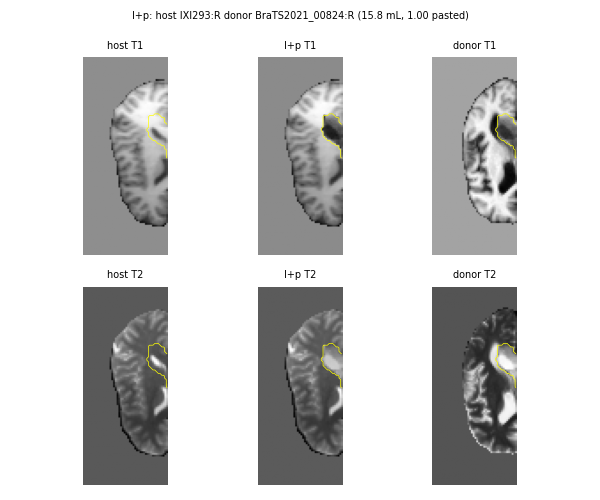 I+p: host IXI293:R donor BraTS2021_00824:R (15.8 mL, 1.00 pasted)
host T1
I+p T1
donor T1
host T2
I+p T2
donor T2